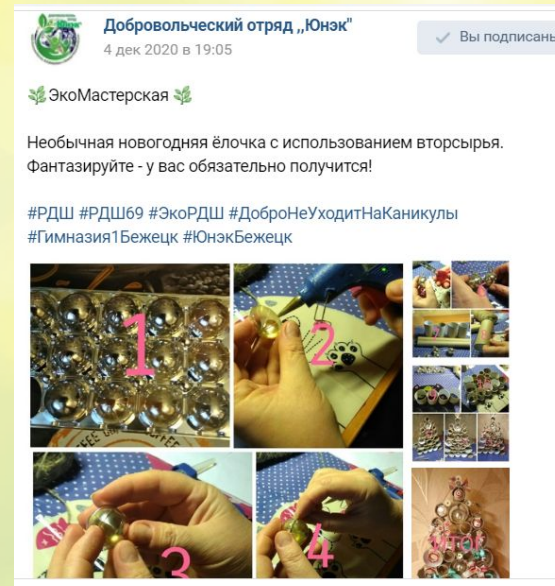 Добровольческий отряд ,,Юнэк"
4 дек 2020 в 19:05
Вы подписаны
ЭкоМастерская
Необычная новогодняя ёлочка с использованием вторсырья.
Фантазируйте - у вас обязательно получится!
#РДШ #РДШ69 #ЭкоРДШ #ДоброНеУходитНаКаникулы
#Гимназия1Бежецк #ЮнэкБежецк
1
2
3
4
ИТОГ